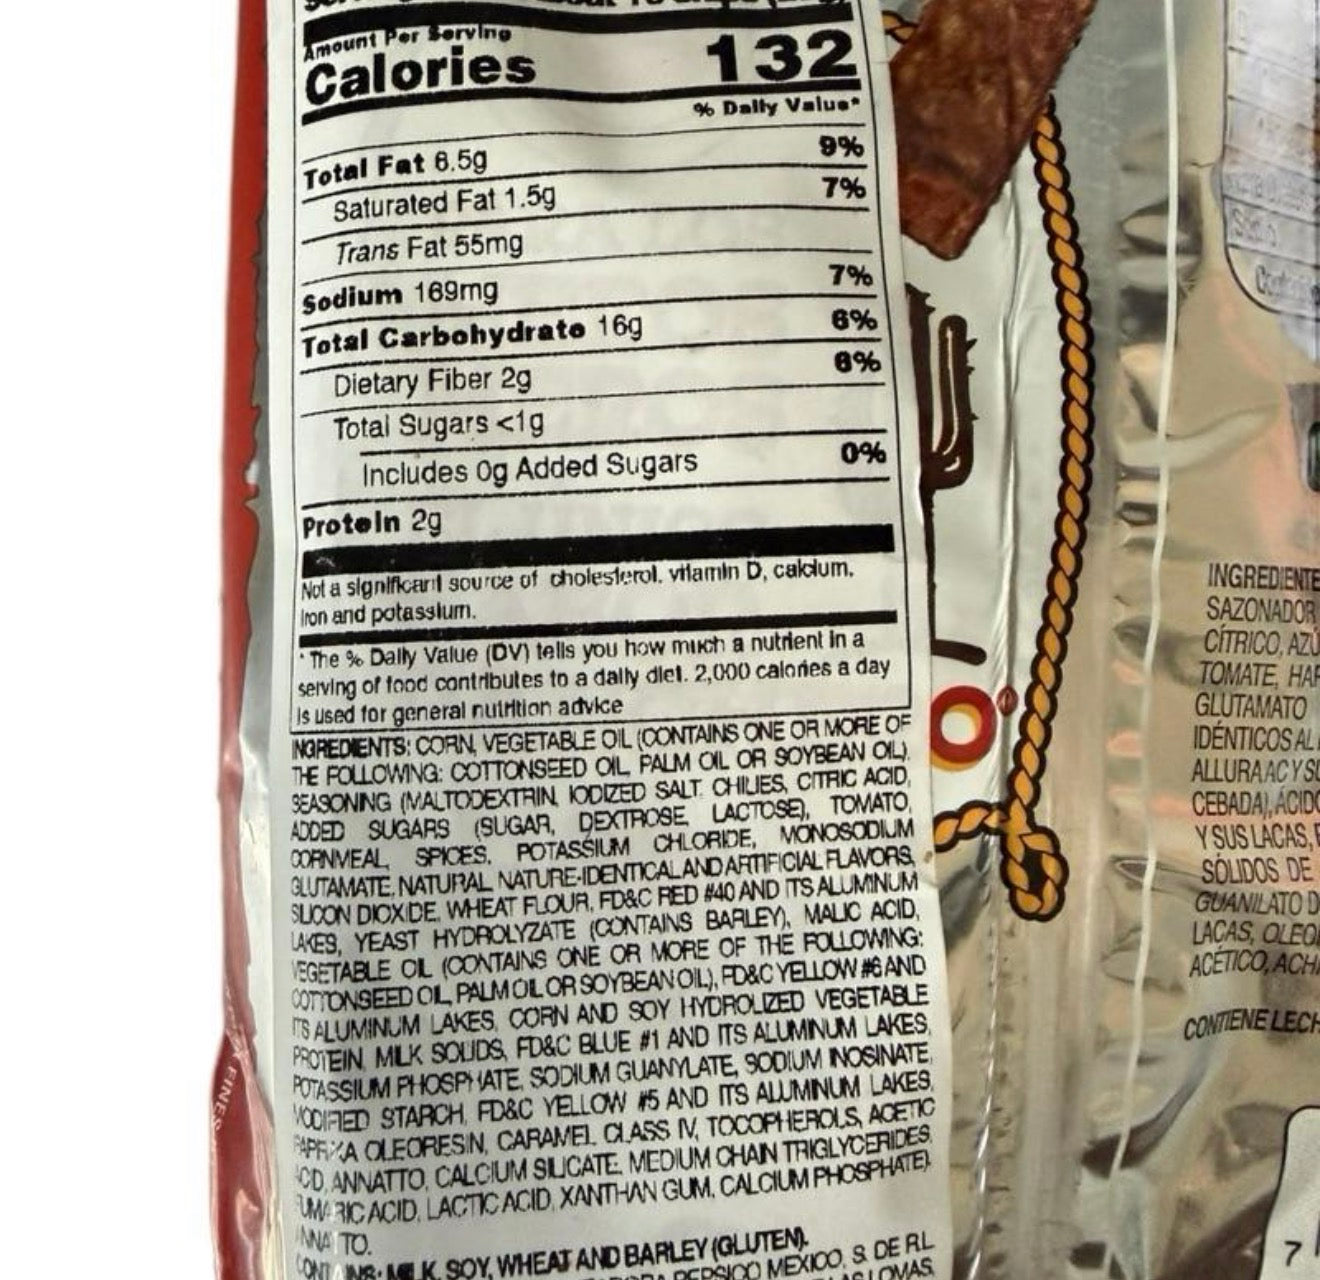 Amount Per Serving
Calories 132
% Daily Value*
Total Fat 6.5g 9%
Saturated Fat 1.5g 7%
Trans Fat 55mg
Sodium 169mg 7%
Total Carbohydrate 16g 6%
Dietary Fiber 2g 6%
Total Sugars <1g
Includes 0g Added Sugars 0%
Protein 2g
Not a significant source of cholesterol, vitamin D, calcium,
Iron and potassium.
* The % Daily Value (DV) tells you how much a nutrient in a
serving of food contributes to a daily diet. 2,000 calories a day
is used for general nutrition advice
INGREDIENTS: CORN, VEGETABLE OIL (CONTAINS ONE OR MORE OF
THE FOLLOWING: COTTONSEED OIL, PALM OIL OR SOYBEAN OIL),
SEASONING (MALTODEXTRIN, IODIZED SALT, CHILIES, CITRIC ACID,
ADDED SUGARS (SUGAR, DEXTROSE, LACTOSE), TOMATO,
CORNMEAL, SPICES, POTASSIUM CHLORIDE, MONOSODIUM
GLUTAMATE, NATURAL, NATURE-IDENTICAL AND ARTIFICIAL FLAVORS,
SILICON DIOXIDE, WHEAT FLOUR, FD&C RED #40 AND ITS ALUMINUM
LAKES, YEAST HYDROLYZATE (CONTAINS BARLEY), MALIC ACID,
VEGETABLE OIL (CONTAINS ONE OR MORE OF THE FOLLOWING:
COTTONSEED OIL, PALM OIL OR SOYBEAN OIL), FD&C YELLOW #6 AND
ITS ALUMINUM LAKES, CORN AND SOY HYDROLIZED VEGETABLE
PROTEIN, MILK SOLIDS, FD&C BLUE #1 AND ITS ALUMINUM LAKES,
POTASSIUM PHOSPHATE, SODIUM GUANYLATE, SODIUM INOSINATE,
MODIFIED STARCH, FD&C YELLOW #5 AND ITS ALUMINUM LAKES,
PAPRIKA OLEORESIN, CARAMEL CLASS IV, TOCOPHEROLS, ACETIC
ACID, ANNATTO, CALCIUM SILICATE, MEDIUM CHAIN TRIGLYCERIDES,
FUMARIC ACID, LACTIC ACID, XANTHAN GUM, CALCIUM PHOSPHATE),
ANNATTO.
CONTAINS: MILK, SOY, WHEAT AND BARLEY (GLUTEN).
PEPSICO MEXICO, S. DE R.L
LOMAS,
INGREDIENTE
SAZONADOR
CÍTRICO, AZÚ
TOMATE, HAR
GLUTAMATO
IDÉNTICOS AL
ALLURA AC Y SU
CEBADA), ÁCIDO
Y SUS LACAS,
SÓLIDOS DE
GUANILATO D
LACAS, OLEO
ACÉTICO, ACHI
CONTIENE LECH
7